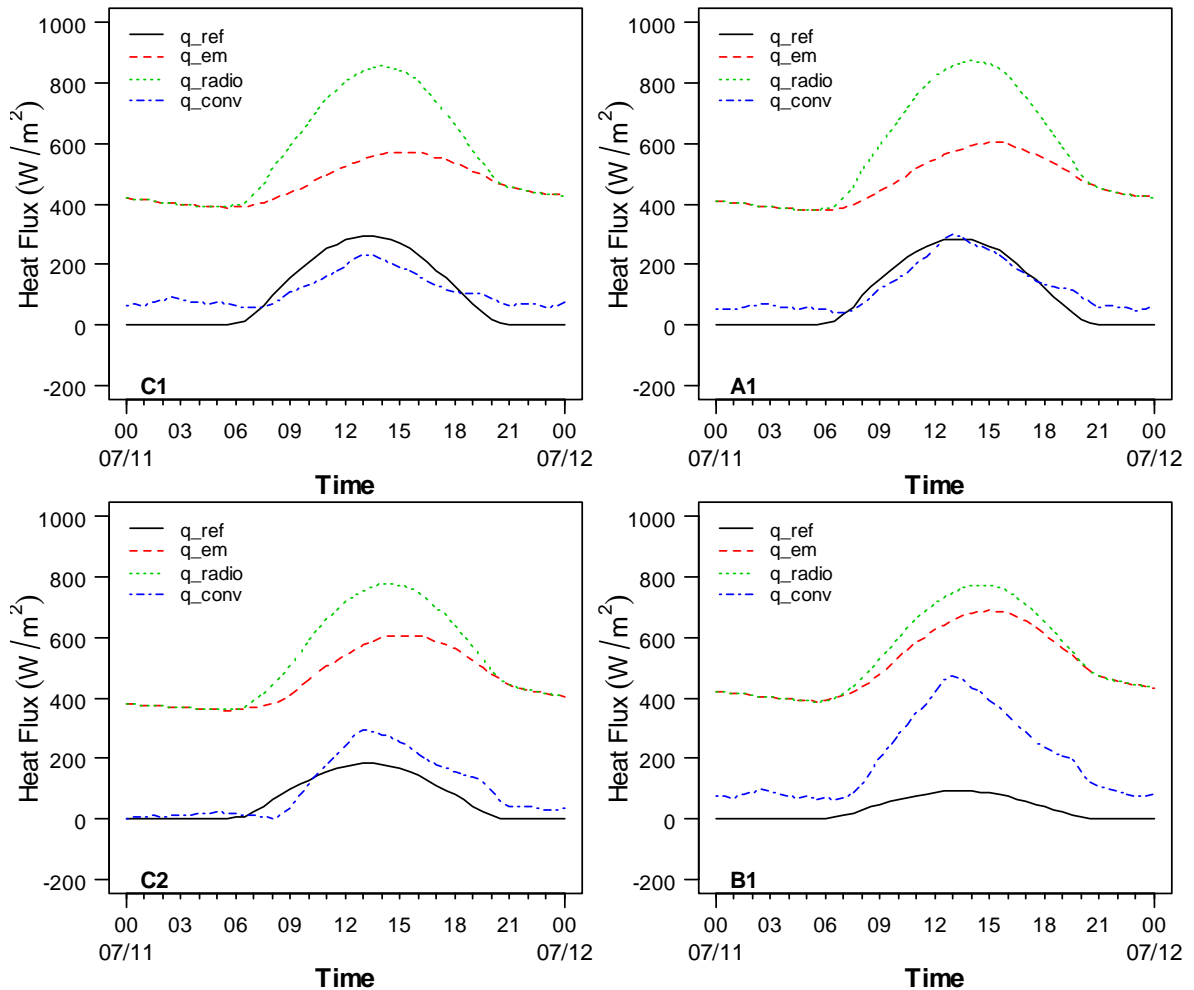 1000
800
600
400
200
0
-200
Heat Flux (W/m²)
q_ref
q_em
q_radio
q_conv
C1
00 03 06 09 12 15 18 21 00
07/11 07/12
Time
1000
800
600
400
200
0
-200
Heat Flux (W/m²)
q_ref
q_em
q_radio
q_conv
A1
00 03 06 09 12 15 18 21 00
07/11 07/12
Time
1000
800
600
400
200
0
-200
Heat Flux (W/m²)
q_ref
q_em
q_radio
q_conv
C2
00 03 06 09 12 15 18 21 00
07/11 07/12
Time
1000
800
600
400
200
0
-200
Heat Flux (W/m²)
q_ref
q_em
q_radio
q_conv
B1
00 03 06 09 12 15 18 21 00
07/11 07/12
Time